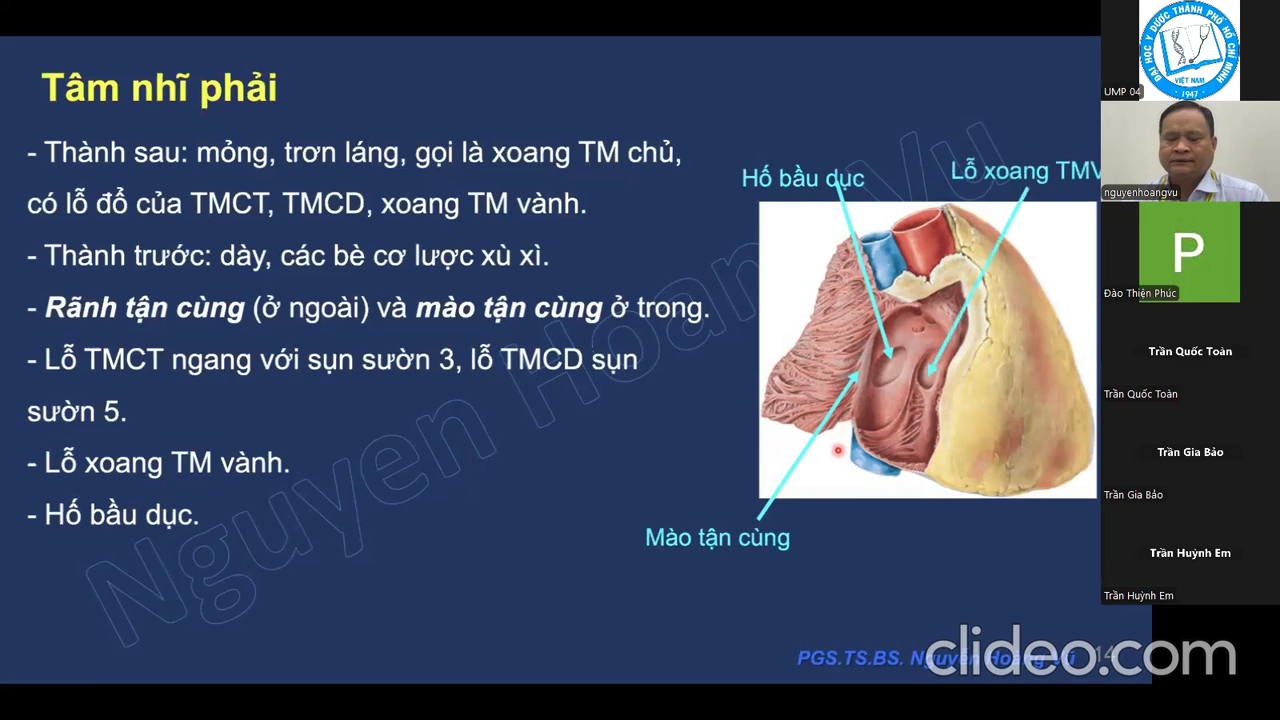 Tâm nhĩ phải
- Thành sau: mỏng, trơn láng, gọi là xoang TM chủ,
có lỗ đổ của TMCT, TMCD, xoang TM vành.
- Thành trước: dày, các bè cơ lược xù xì.
- Rãnh tận cùng (ở ngoài) và mào tận cùng ở trong.
- Lỗ TMCT ngang với sụn sườn 3, lỗ TMCD sụn
sườn 5.
- Lỗ xoang TM vành.
- Hố bầu dục.
Hố bầu dục
Lỗ xoang TMV
Mào tận cùng
Nguyen Hoang Vu
PGS.TS.BS. Nguyễn Hoàng Vũ
14
clideo.com
ĐẠI HỌC Y DƯỢC THÀNH PHỐ HỒ CHÍ MINH
VIỆT NAM
1947
UMP 04
nguyenhoangvu
P
Đào Thiện Phúc
Trần Quốc Toàn
Trần Quốc Toàn
Trần Gia Bảo
Trần Gia Bảo
Trần Huỳnh Em
Trần Huỳnh Em